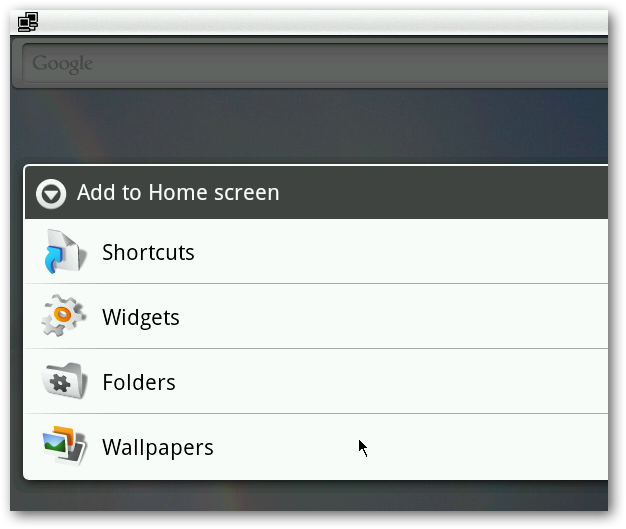 Google
Add to Home screen
Shortcuts
Widgets
Folders
Wallpapers